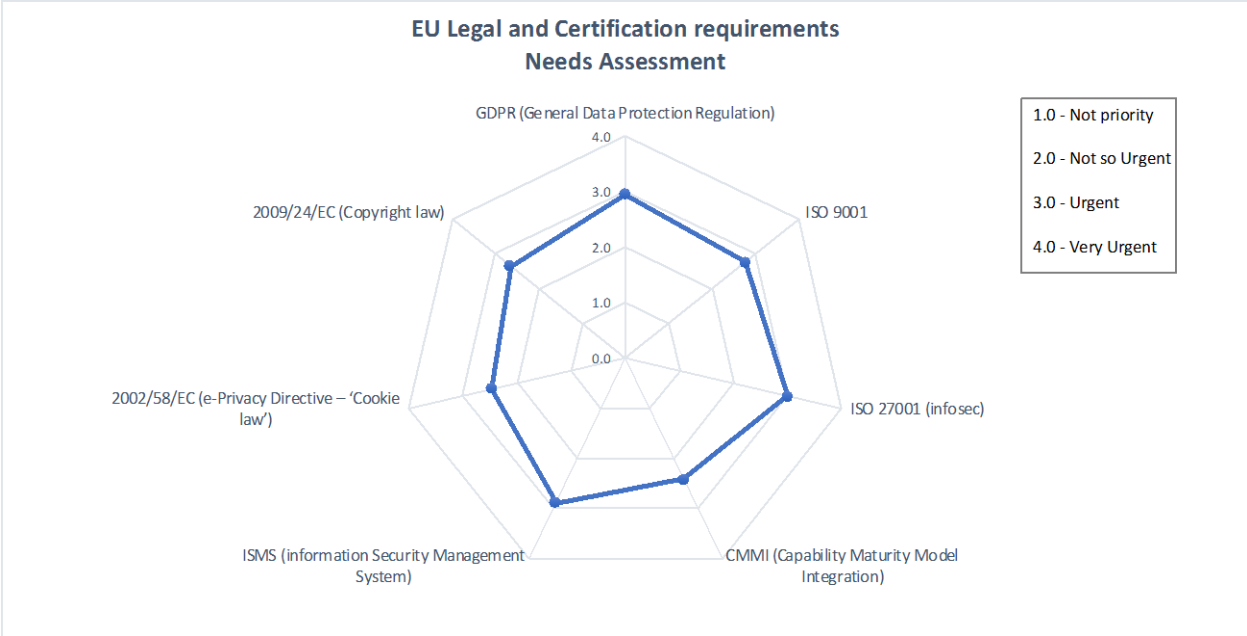 EU Legal and Certification requirements
Needs Assessment
GDPR (General Data Protection Regulation)
4.0
3.0
2.0
1.0
0.0
ISO 9001
ISO 27001 (infosec)
CMMI (Capability Maturity Model
Integration)
ISMS (information Security Management
System)
2002/58/EC (e-Privacy Directive – ‘Cookie
law’)
2009/24/EC (Copyright law)
1.0 - Not priority
2.0 - Not so Urgent
3.0 - Urgent
4.0 - Very Urgent